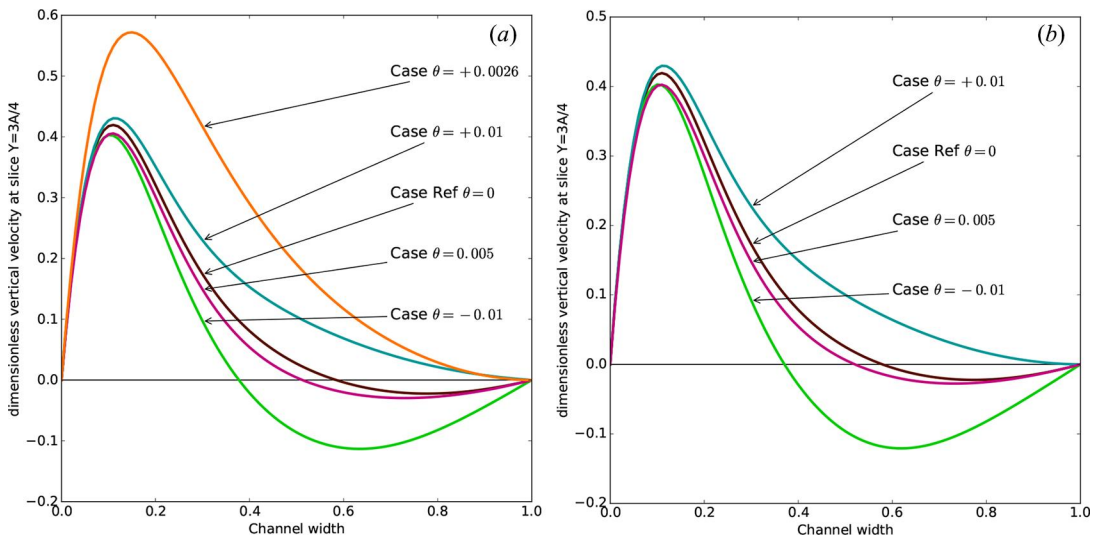 (a)
dimensionless vertical velocity at slice Y=3A/4
0.6
0.5
0.4
0.3
0.2
0.1
0.0
−0.1
−0.2
Case θ=+0.0026
Case θ=+0.01
Case Ref θ=0
Case θ=0.005
Case θ=−0.01
0.0 0.2 0.4 0.6 0.8 1.0
Channel width
(b)
dimensionless vertical velocity at slice Y=3A/4
0.5
0.4
0.3
0.2
0.1
0.0
−0.1
−0.2
Case θ=+0.01
Case Ref θ=0
Case θ=0.005
Case θ=−0.01
0.0 0.2 0.4 0.6 0.8 1.0
Channel width